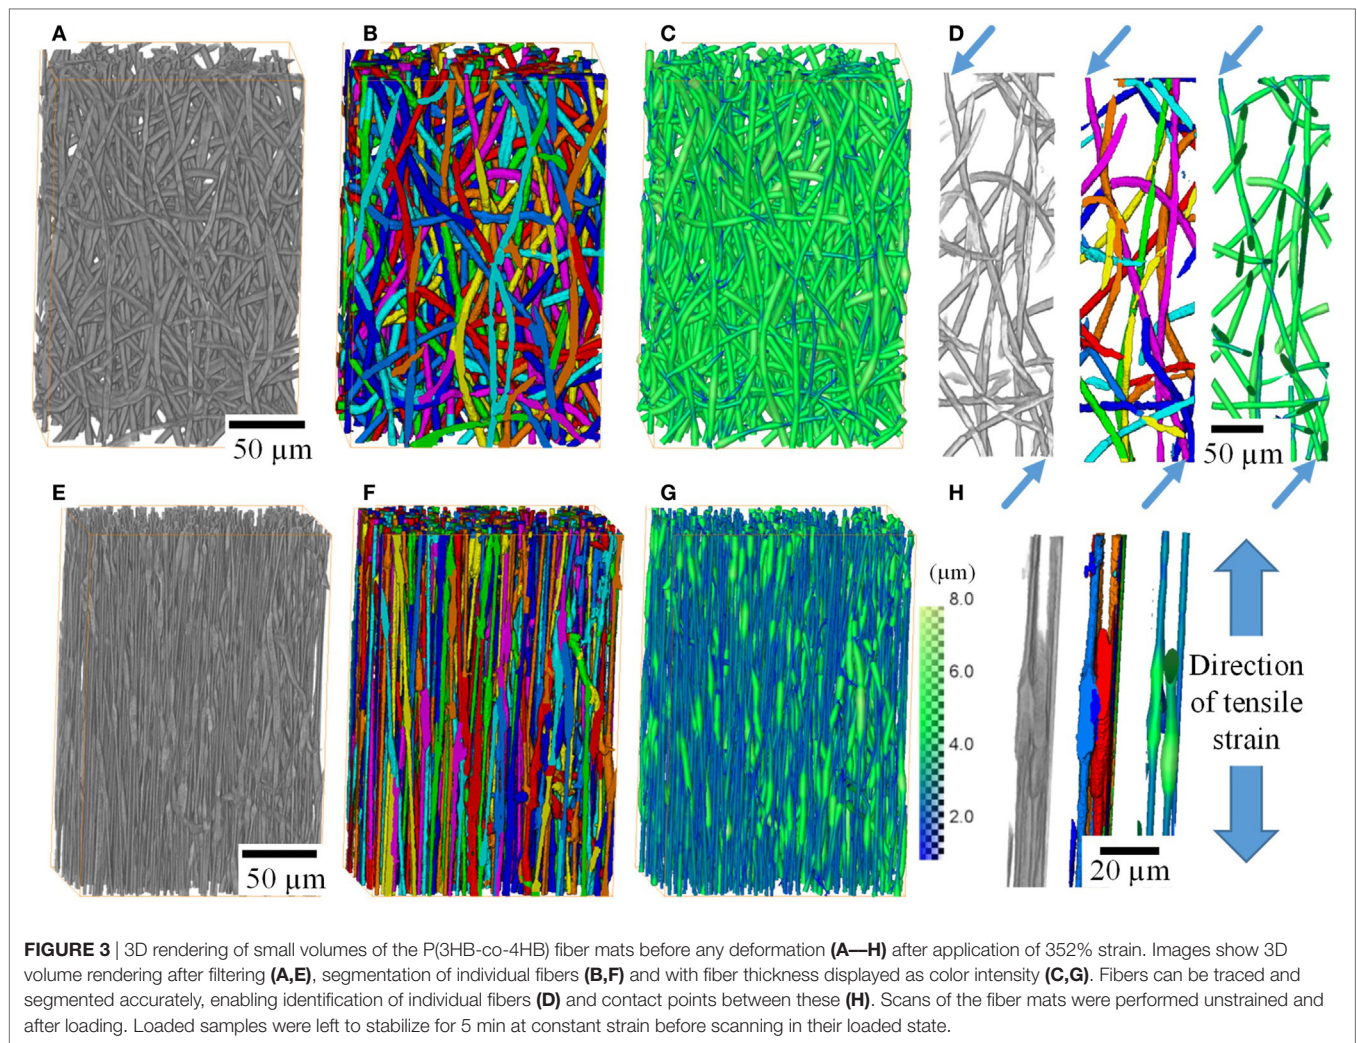 A
B
C
D
50 µm
50 µm
E
F
G
H
(µm)
8.0
6.0
4.0
2.0
50 µm
20 µm
Direction
of tensile
strain
FIGURE 3 | 3D rendering of small volumes of the P(3HB-co-4HB) fiber mats before any deformation (A—H) after application of 352% strain. Images show 3D
volume rendering after filtering (A,E), segmentation of individual fibers (B,F) and with fiber thickness displayed as color intensity (C,G). Fibers can be traced and
segmented accurately, enabling identification of individual fibers (D) and contact points between these (H). Scans of the fiber mats were performed unstrained and
after loading. Loaded samples were left to stabilize for 5 min at constant strain before scanning in their loaded state.